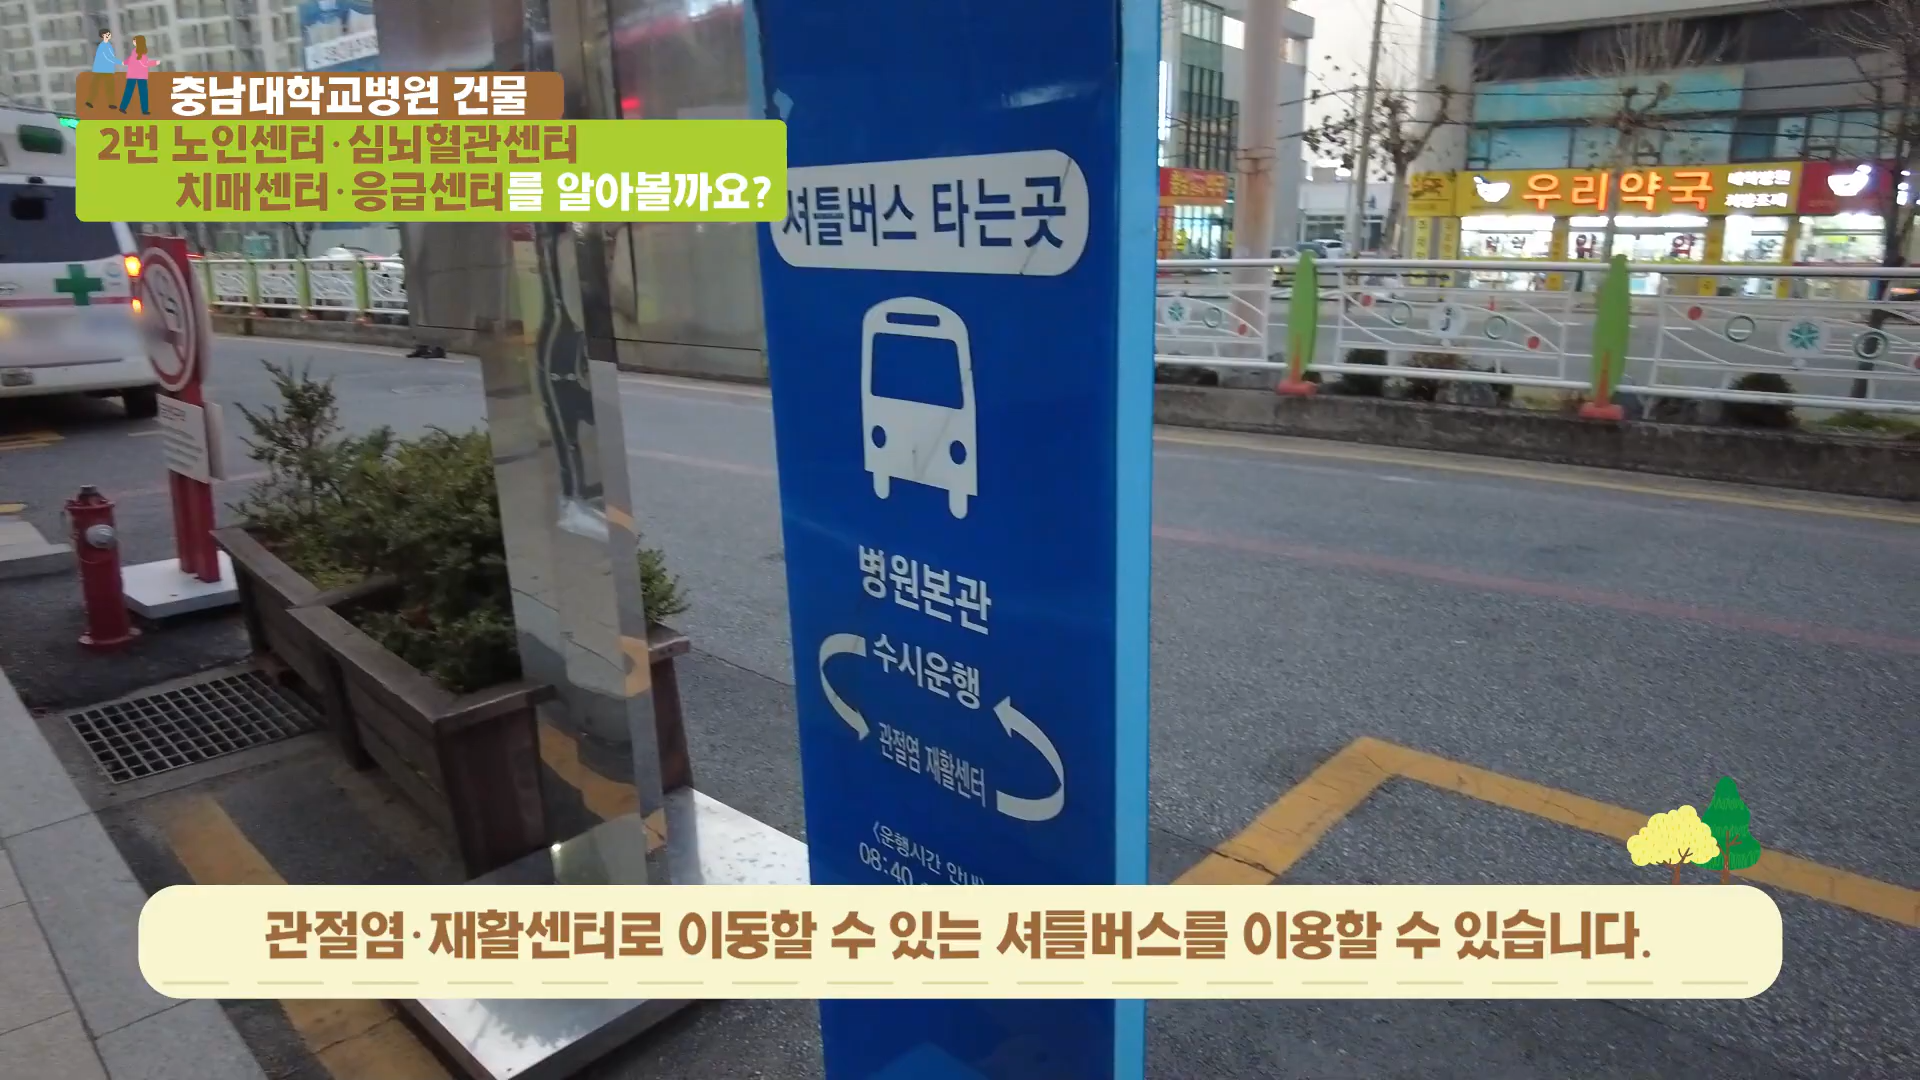 충남대학교병원 건물
2번 노인센터·심뇌혈관센터
치매센터·응급센터를 알아볼까요?
셔틀버스 타는곳
우리약국
병원본관
수시운행
관절염 재활센터
<운행시간 안내>
08:40
관절염·재활센터로 이동할 수 있는 셔틀버스를 이용할 수 있습니다.